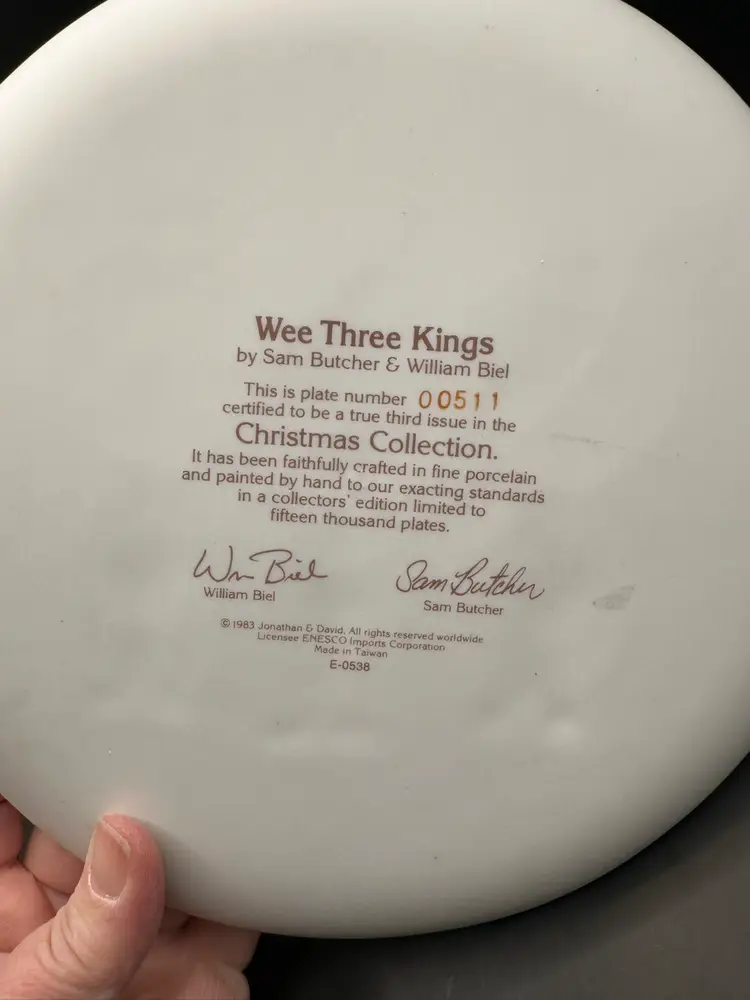 Wee Three Kings
by Sam Butcher & William Biel
This is plate number 00511
certified to be a true third issue in the
Christmas Collection.
It has been faithfully crafted in fine porcelain
and painted by hand to our exacting standards
in a collectors' edition limited to
fifteen thousand plates.
Wm Biel Sam Butcher
William Biel Sam Butcher
© 1983 Jonathan & David. All rights reserved worldwide
Licensee ENESCO Imports Corporation
Made in Taiwan
E-0538